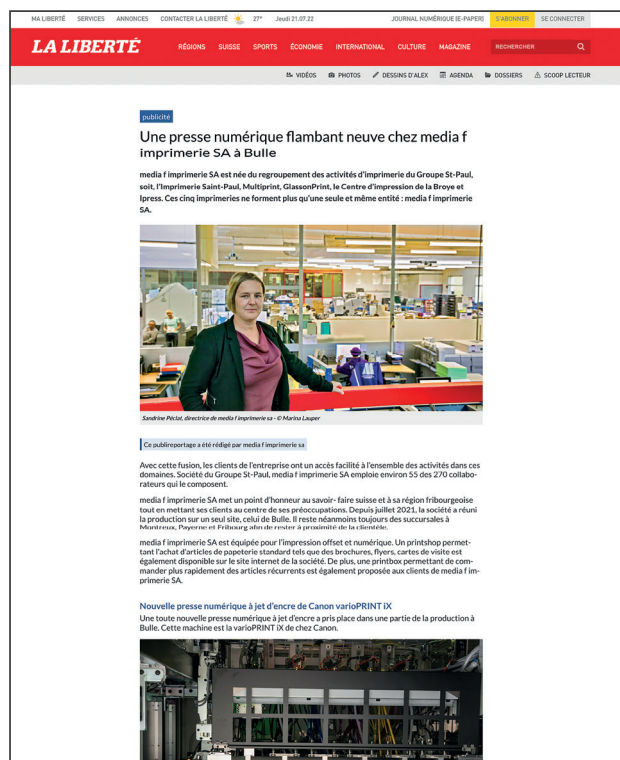 MA LIBERTÉ SERVICES ANNONCES CONTACTER LA LIBERTÉ 27° Jeudi 21.07.22 JOURNAL NUMÉRIQUE (E-PAPER) S'ABONNER SE CONNECTER
LA LIBERTÉ RÉGIONS SUISSE SPORTS ÉCONOMIE INTERNATIONAL CULTURE MAGAZINE RECHERCHER
VIDÉOS PHOTOS DESSINS D'ALEX AGENDA DOSSIERS SCOOP LECTEUR
publicité
Une presse numérique flambant neuve chez media f
imprimerie SA à Bulle
media f imprimerie SA est née du regroupement des activités d'imprimerie du Groupe St-Paul,
soit, l'Imprimerie Saint-Paul, Multiprint, GlassonPrint, le Centre d'impression de la Broye et
Ipress. Ces cinq imprimeries ne forment plus qu'une seule et même entité : media f imprimerie
SA.
Sandrine Péclat, directrice de media f imprimerie sa - © Marina Lauper
Ce publireportage a été rédigé par media f imprimerie sa
Avec cette fusion, les clients de l'entreprise ont un accès facilité à l'ensemble des activités dans ces
domaines. Société du Groupe St-Paul, media f imprimerie SA emploie environ 55 des 270 collabo-
rateurs qui le composent.
media f imprimerie SA met un point d'honneur au savoir- faire suisse et à sa région fribourgeoise
tout en mettant ses clients au centre de ses préoccupations. Depuis juillet 2021, la société a réuni
la production sur un seul site, celui de Bulle. Il reste néanmoins toujours des succursales à
Montreux, Payerne et Fribourg afin de rester à proximité de la clientèle.
media f imprimerie SA est équipée pour l'impression offset et numérique. Un printshop permet-
tant l'achat d'articles de papeterie standard tels que des brochures, flyers, cartes de visite est
également disponible sur le site internet de la société. De plus, une printbox permettant de com-
mander plus rapidement des articles récurrents est également proposée aux clients de media f im-
primerie SA.
Nouvelle presse numérique à jet d'encre de Canon varioPRINT iX
Une toute nouvelle presse numérique à jet d'encre a pris place dans une partie de la production à
Bulle. Cette machine est la varioPRINT iX de chez Canon.